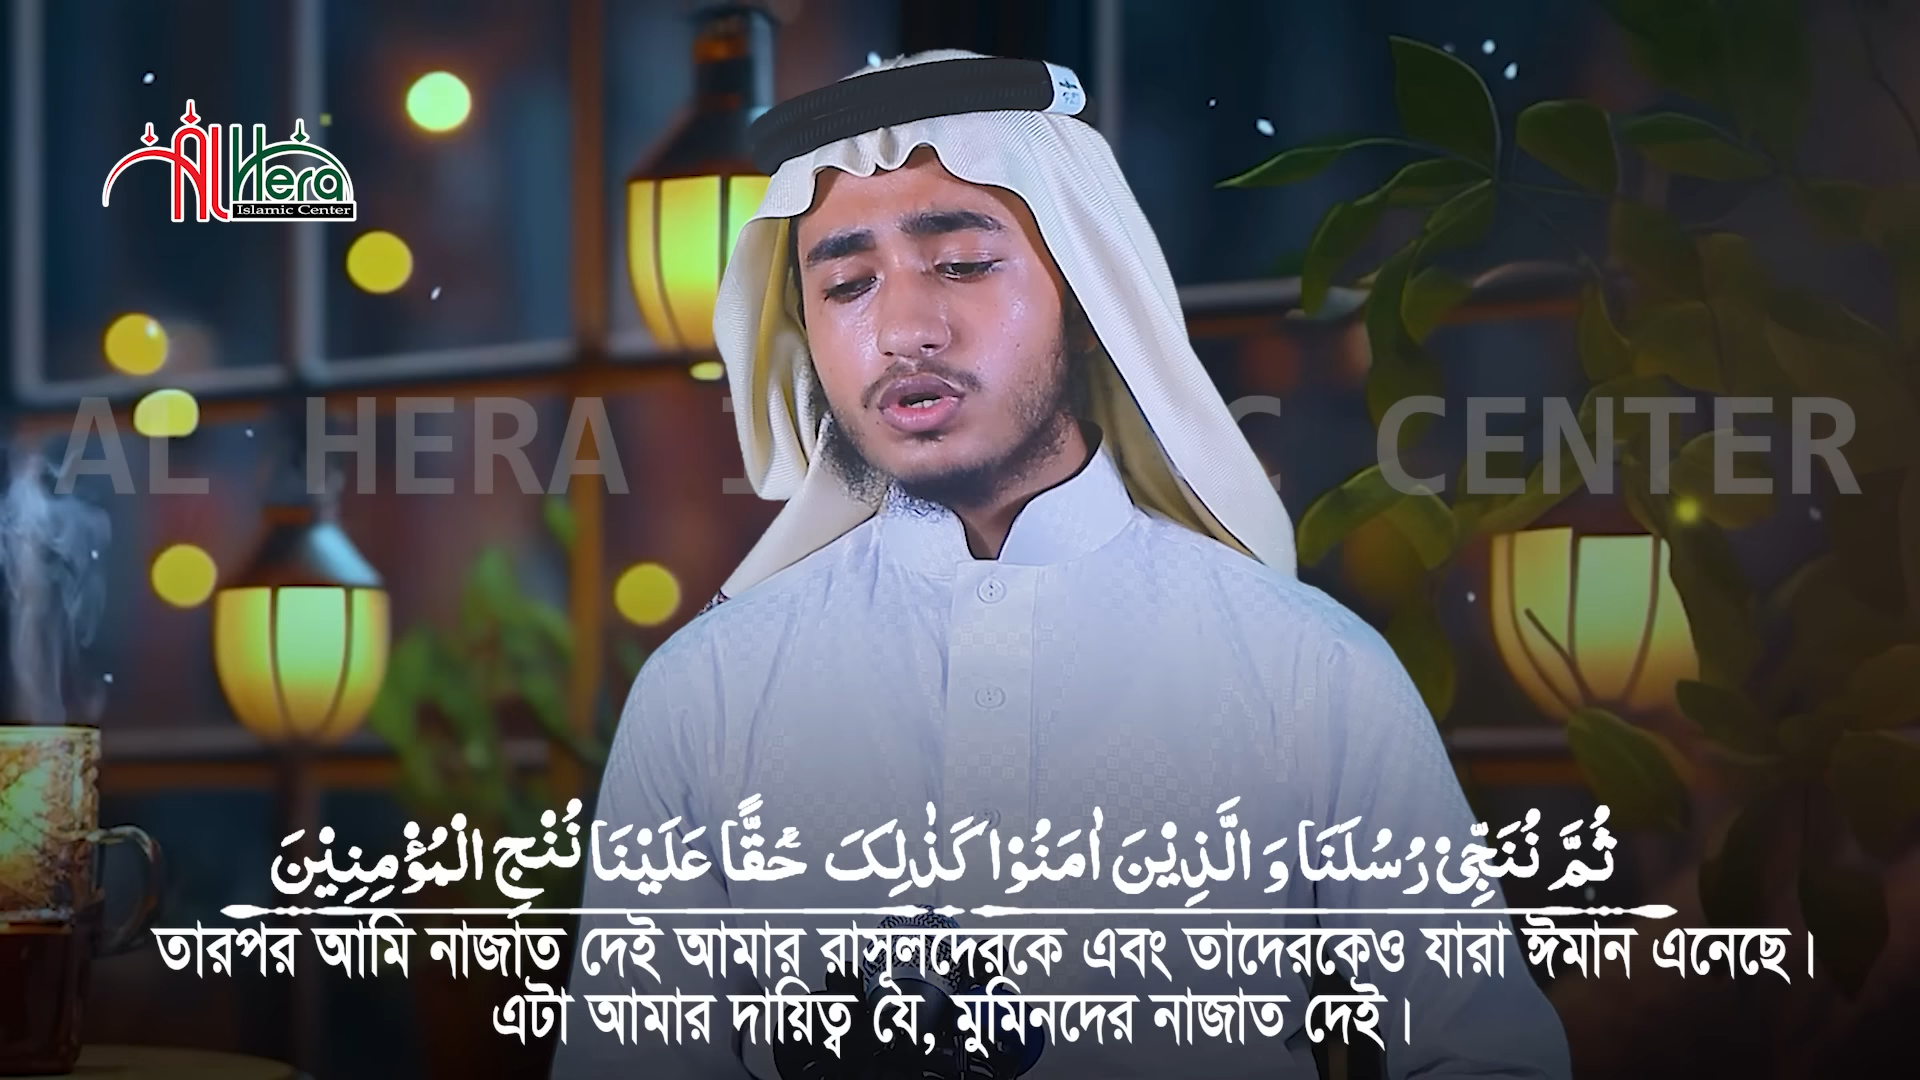 AL Hera
Islamic Center
AL HERA I C CENTER
ثُمَّ نُنَجِّیْ رُسُلَنَا وَ الَّذِیْنَ اٰمَنُوْا كَذٰلِكَ ۚ حَقًّا عَلَیْنَا نُنْجِ الْمُؤْمِنِیْنَ
তারপর আমি নাজাত দেই আমার রাসূলদেরকে এবং তাদেরকেও যারা ঈমান এনেছে।
এটা আমার দায়িত্ব যে, মুমিনদের নাজাত দেই।